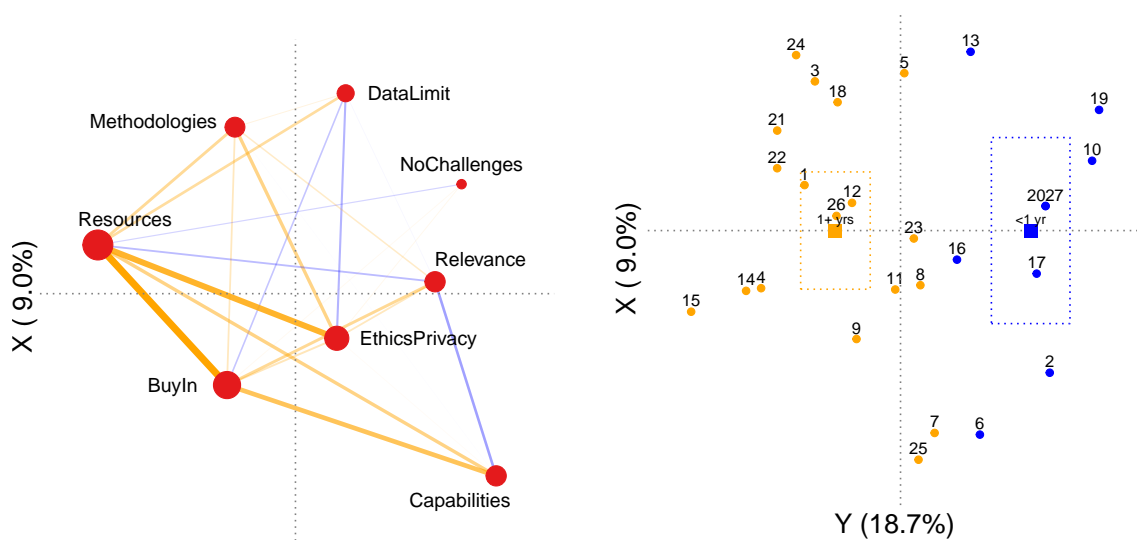 DataLimit
Methodologies
NoChallenges
Resources
Relevance
EthicsPrivacy
BuyIn
Capabilities
X ( 9.0%)
24
13
5
3
18
19
21
10
22
1
12
26
2027
1+ yrs
<1 yr
23
16
17
14
4
11
8
15
9
2
7
6
25
X ( 9.0%)
Y (18.7%)